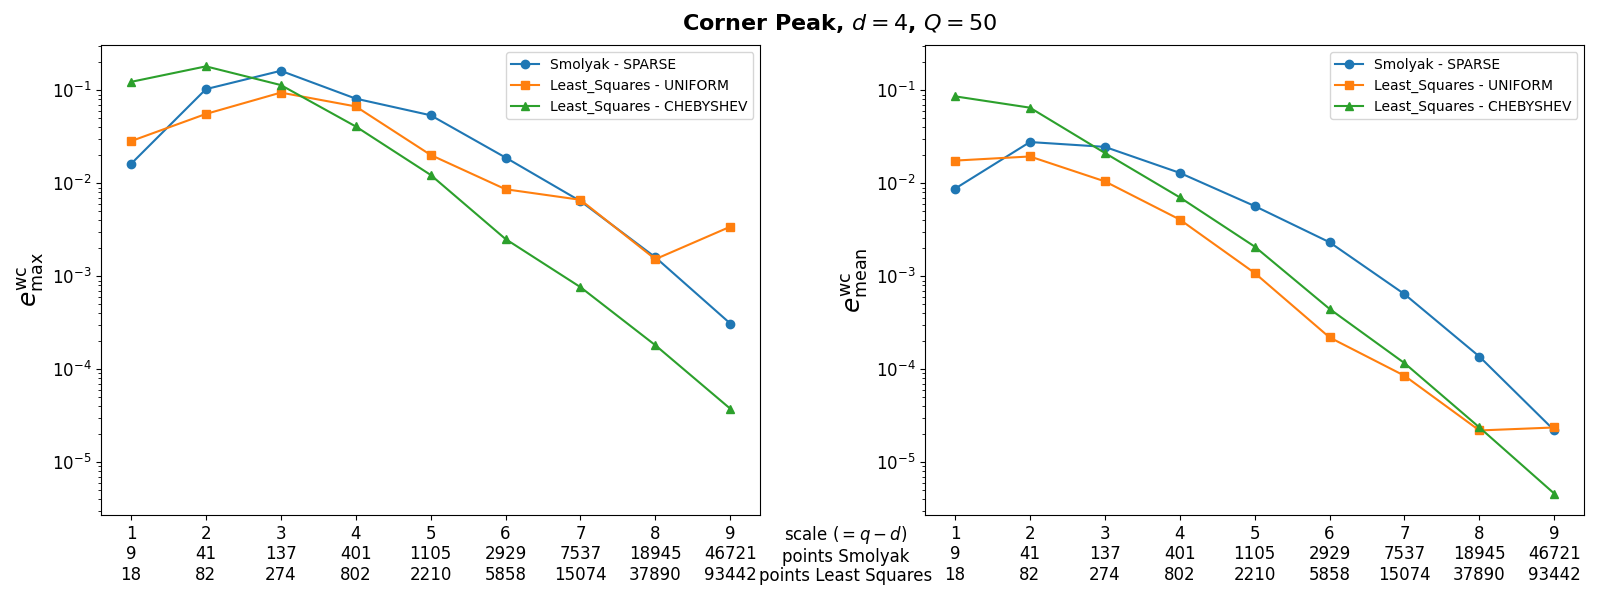 Corner Peak, d = 4, Q = 50
Smolyak - SPARSE
Least_Squares - UNIFORM
Least_Squares - CHEBYSHEV
10⁻¹
10⁻²
10⁻³
10⁻⁴
10⁻⁵
e^wc_max
1 2 3 4 5 6 7 8 9
9 41 137 401 1105 2929 7537 18945 46721
18 82 274 802 2210 5858 15074 37890 93442
scale (= q − d)
points Smolyak
points Least Squares
Smolyak - SPARSE
Least_Squares - UNIFORM
Least_Squares - CHEBYSHEV
10⁻¹
10⁻²
10⁻³
10⁻⁴
10⁻⁵
e^wc_mean
1 2 3 4 5 6 7 8 9
9 41 137 401 1105 2929 7537 18945 46721
18 82 274 802 2210 5858 15074 37890 93442